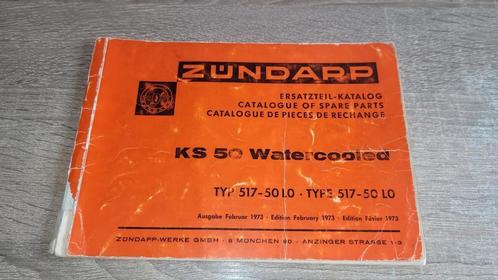 ZÜNDAPP
ERSATZTEIL-KATALOG
CATALOGUE OF SPARE PARTS
CATALOGUE DE PIECES DE RECHANGE
KS 50 Watercooled
TYP 517-50 LO · TYPE 517-50 LO
Ausgabe Februar 1973 · Edition February 1973 · Edition Février 1973
ZÜNDAPP-WERKE GMBH · 8 MÜNCHEN 80 · ANZINGER STRASSE 1-3